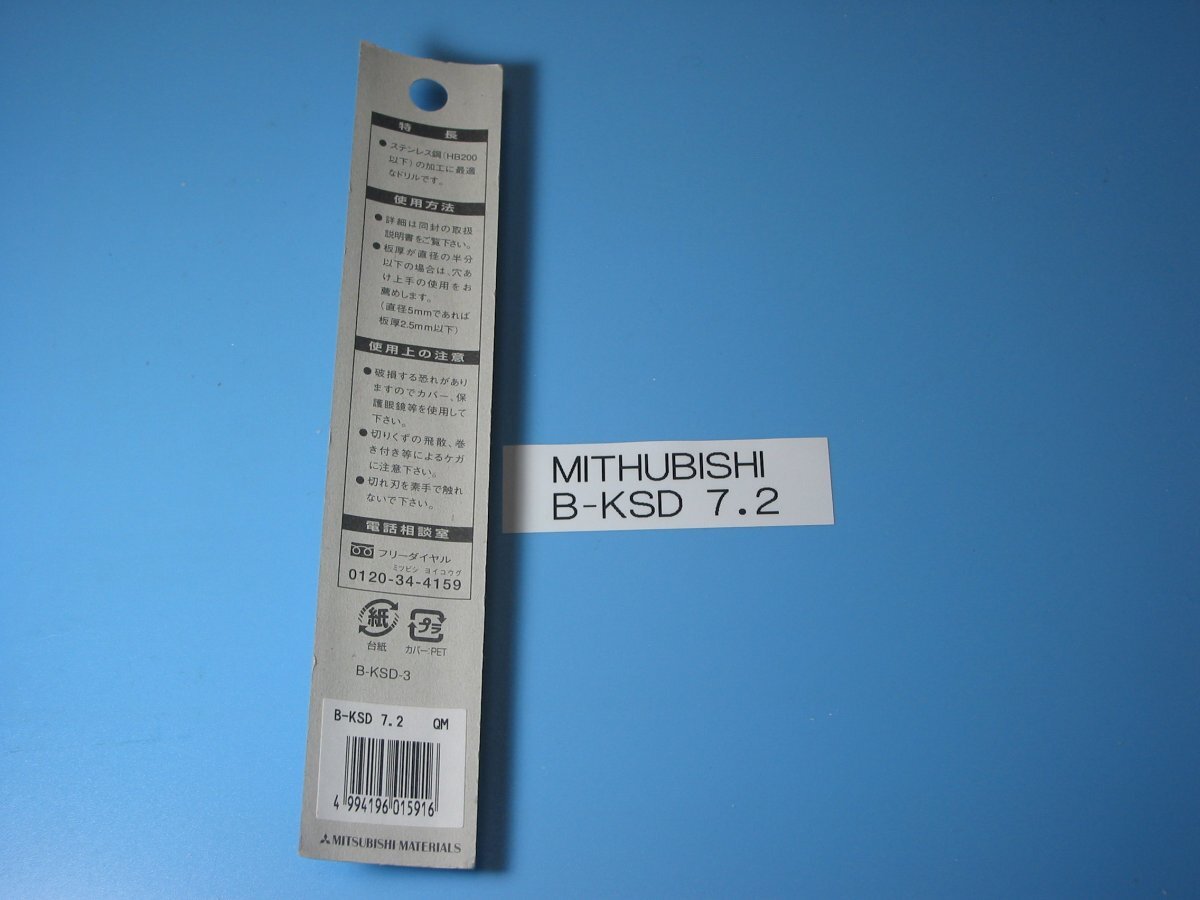 特長
●ステンレス鋼(HB200
以下)の加工に最適
なドリルです。
使用方法
●詳細は同封の取扱
説明書をご覧下さい。
●板厚が直径の半分
以下の場合は、穴あ
け上手の使用をお
薦めします。
(直径5mmであれば
板厚2.5mm以下)
使用上の注意
●破損する恐れがあり
ますのでカバー、保
護眼鏡等を使用して
下さい。
●切りくずの飛散、巻
き付き等によるケガ
に注意下さい。
●切れ刃を素手で触れ
ないで下さい。
電話相談室
フリーダイヤル
ミツビシ ヨイコウグ
0120-34-4159
紙
プラ
台紙
カバー:PET
B-KSD-3
B-KSD 7.2 QM
4 994196 015916
MITSUBISHI MATERIALS
MITHUBISHI
B-KSD 7.2